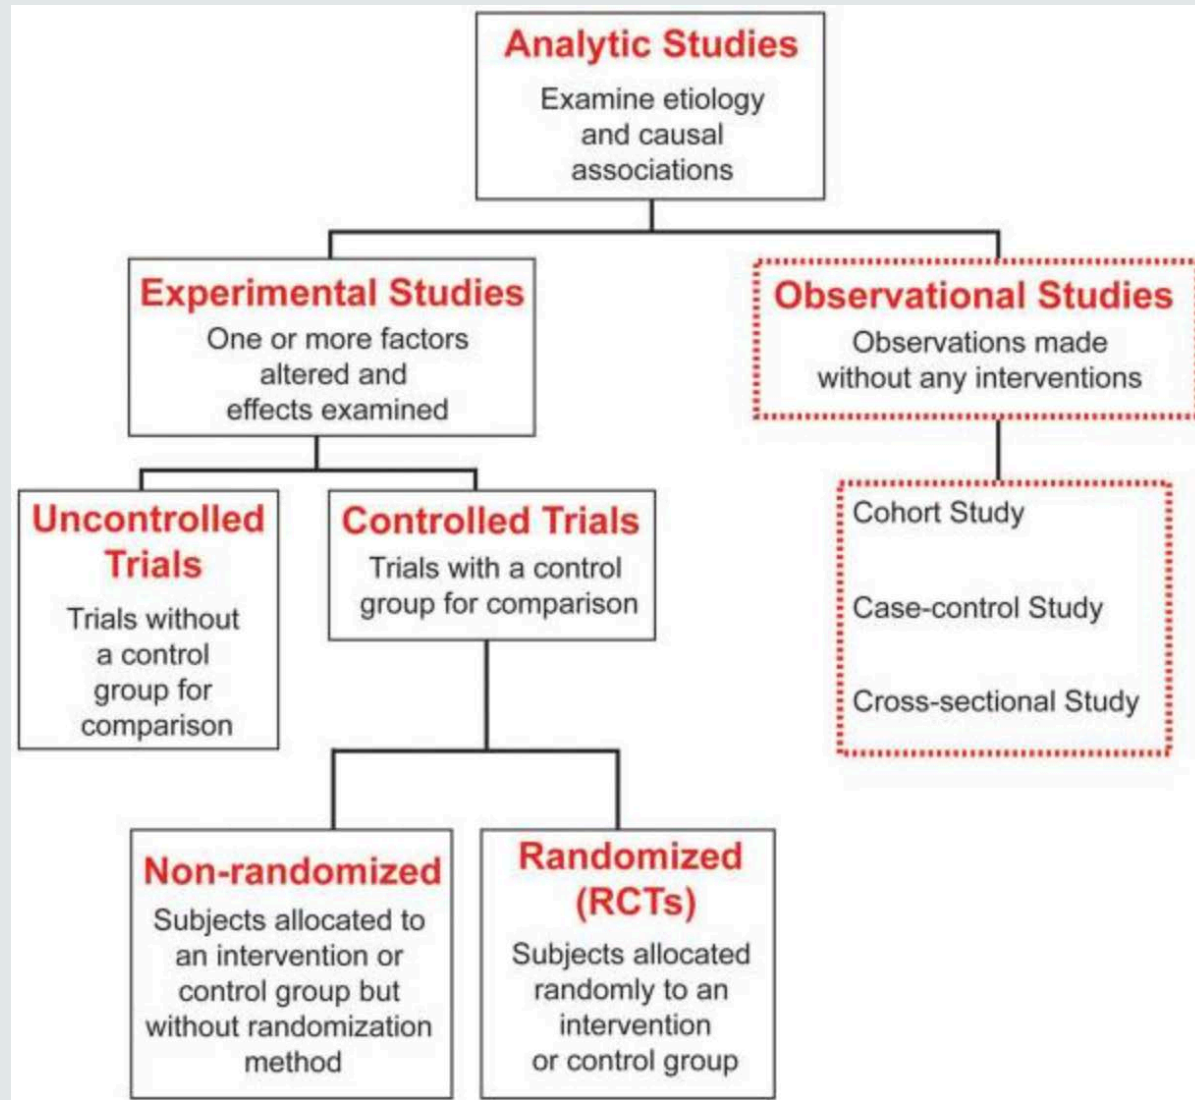 Analytic Studies
Examine etiology
and causal
associations
Experimental Studies
One or more factors
altered and
effects examined
Observational Studies
Observations made
without any interventions
Uncontrolled
Trials
Trials without
a control
group for
comparison
Controlled Trials
Trials with a control
group for comparison
Cohort Study
Case-control Study
Cross-sectional Study
Non-randomized
Subjects allocated to
an intervention or
control group but
without randomization
method
Randomized
(RCTs)
Subjects allocated
randomly to an
intervention
or control group